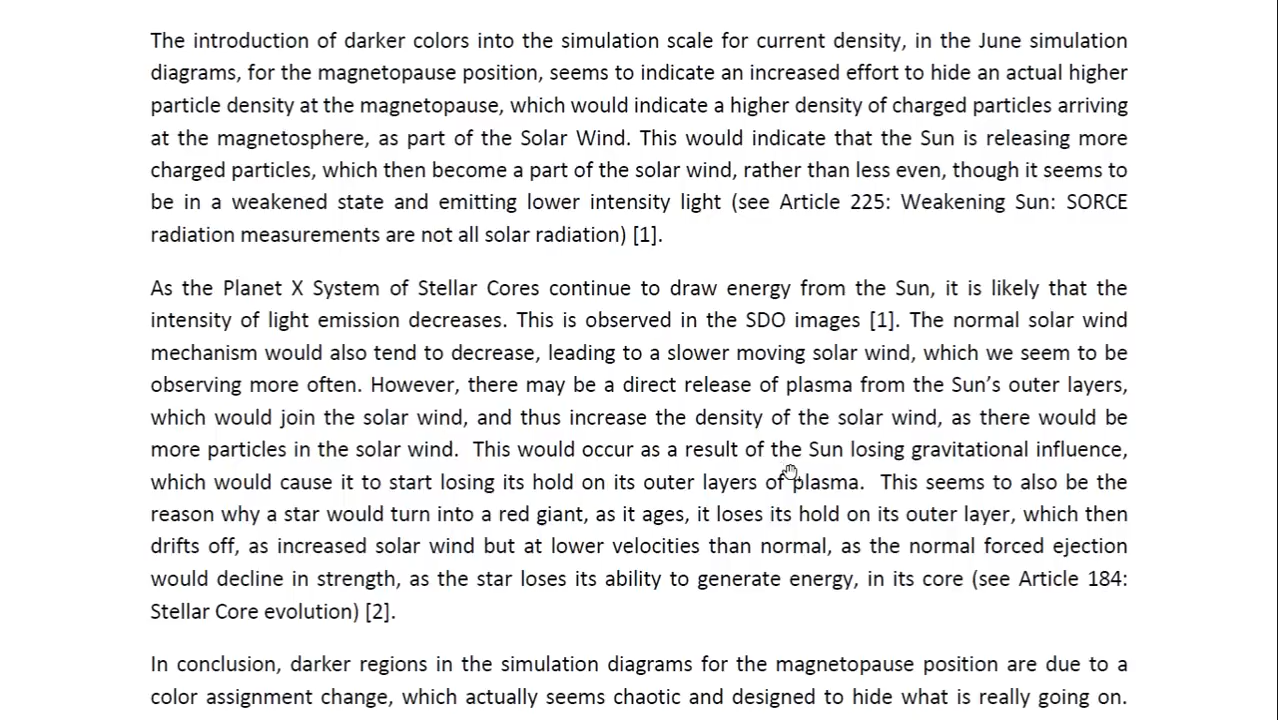 The introduction of darker colors into the simulation scale for current density, in the June simulation
diagrams, for the magnetopause position, seems to indicate an increased effort to hide an actual higher
particle density at the magnetopause, which would indicate a higher density of charged particles arriving
at the magnetosphere, as part of the Solar Wind. This would indicate that the Sun is releasing more
charged particles, which then become a part of the solar wind, rather than less even, though it seems to
be in a weakened state and emitting lower intensity light (see Article 225: Weakening Sun: SORCE
radiation measurements are not all solar radiation) [1].
As the Planet X System of Stellar Cores continue to draw energy from the Sun, it is likely that the
intensity of light emission decreases. This is observed in the SDO images [1]. The normal solar wind
mechanism would also tend to decrease, leading to a slower moving solar wind, which we seem to be
observing more often. However, there may be a direct release of plasma from the Sun's outer layers,
which would join the solar wind, and thus increase the density of the solar wind, as there would be
more particles in the solar wind.  This would occur as a result of the Sun losing gravitational influence,
which would cause it to start losing its hold on its outer layers of plasma.  This seems to also be the
reason why a star would turn into a red giant, as it ages, it loses its hold on its outer layer, which then
drifts off, as increased solar wind but at lower velocities than normal, as the normal forced ejection
would decline in strength, as the star loses its ability to generate energy, in its core (see Article 184:
Stellar Core evolution) [2].
In conclusion, darker regions in the simulation diagrams for the magnetopause position are due to a
color assignment change, which actually seems chaotic and designed to hide what is really going on.